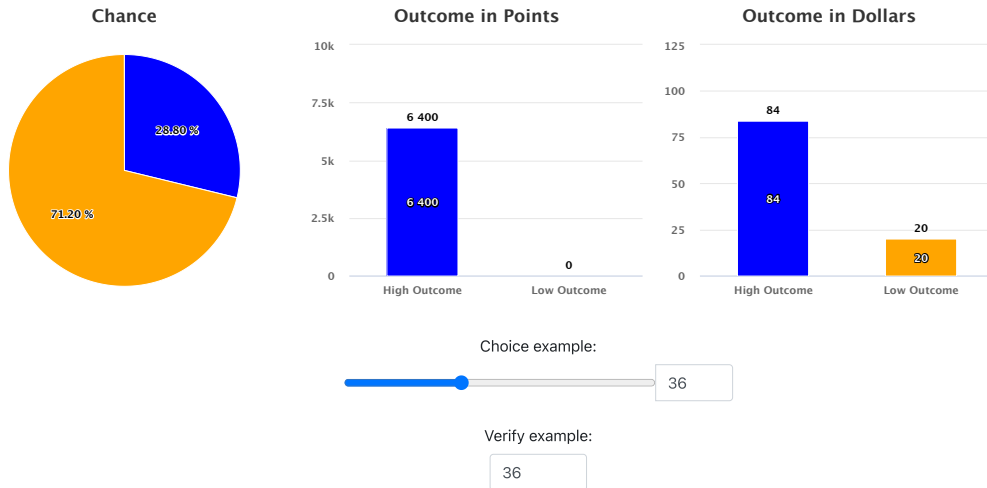 Chance
28.80 %
71.20 %
Outcome in Points
10k
7.5k
5k
2.5k
0
6 400
6 400
0
High Outcome
Low Outcome
Outcome in Dollars
125
100
75
50
25
0
84
84
20
20
High Outcome
Low Outcome
Choice example:
36
Verify example:
36